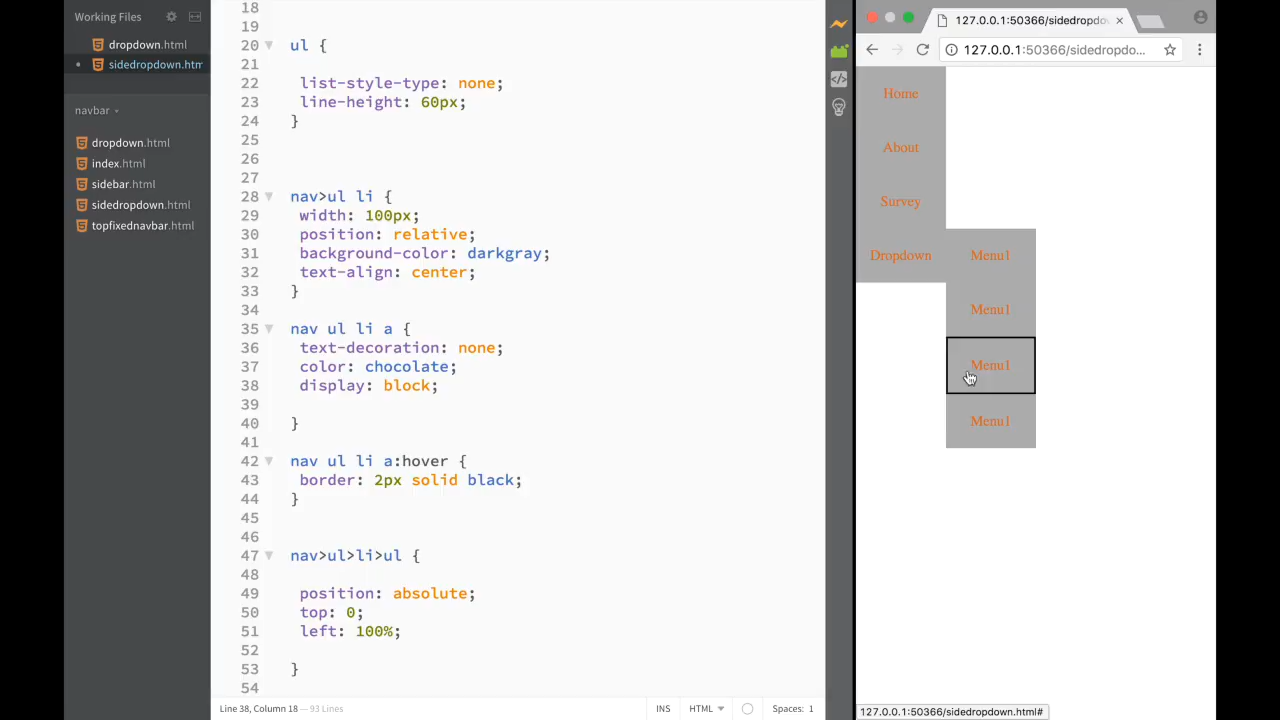 Working Files
dropdown.html
sidedropdown.htm
navbar
dropdown.html
index.html
sidebar.html
sidedropdown.html
topfixednavbar.html
18
19
20 ul {
21
22 list-style-type: none;
23 line-height: 60px;
24 }
25
26
27
28 nav>ul li {
29 width: 100px;
30 position: relative;
31 background-color: darkgray;
32 text-align: center;
33 }
34
35 nav ul li a {
36 text-decoration: none;
37 color: chocolate;
38 display: block;
39
40 }
41
42 nav ul li a:hover {
43 border: 2px solid black;
44 }
45
46
47 nav>ul>li>ul {
48
49 position: absolute;
50 top: 0;
51 left: 100%;
52
53 }
54
Line 38, Column 18 — 93 Lines
INS HTML Spaces: 1
127.0.0.1:50366/sidedropdo
127.0.0.1:50366/sidedropdo...
Home
About
Survey
Dropdown Menu1
Menu1
Menu1
Menu1
127.0.0.1:50366/sidedropdown.html#